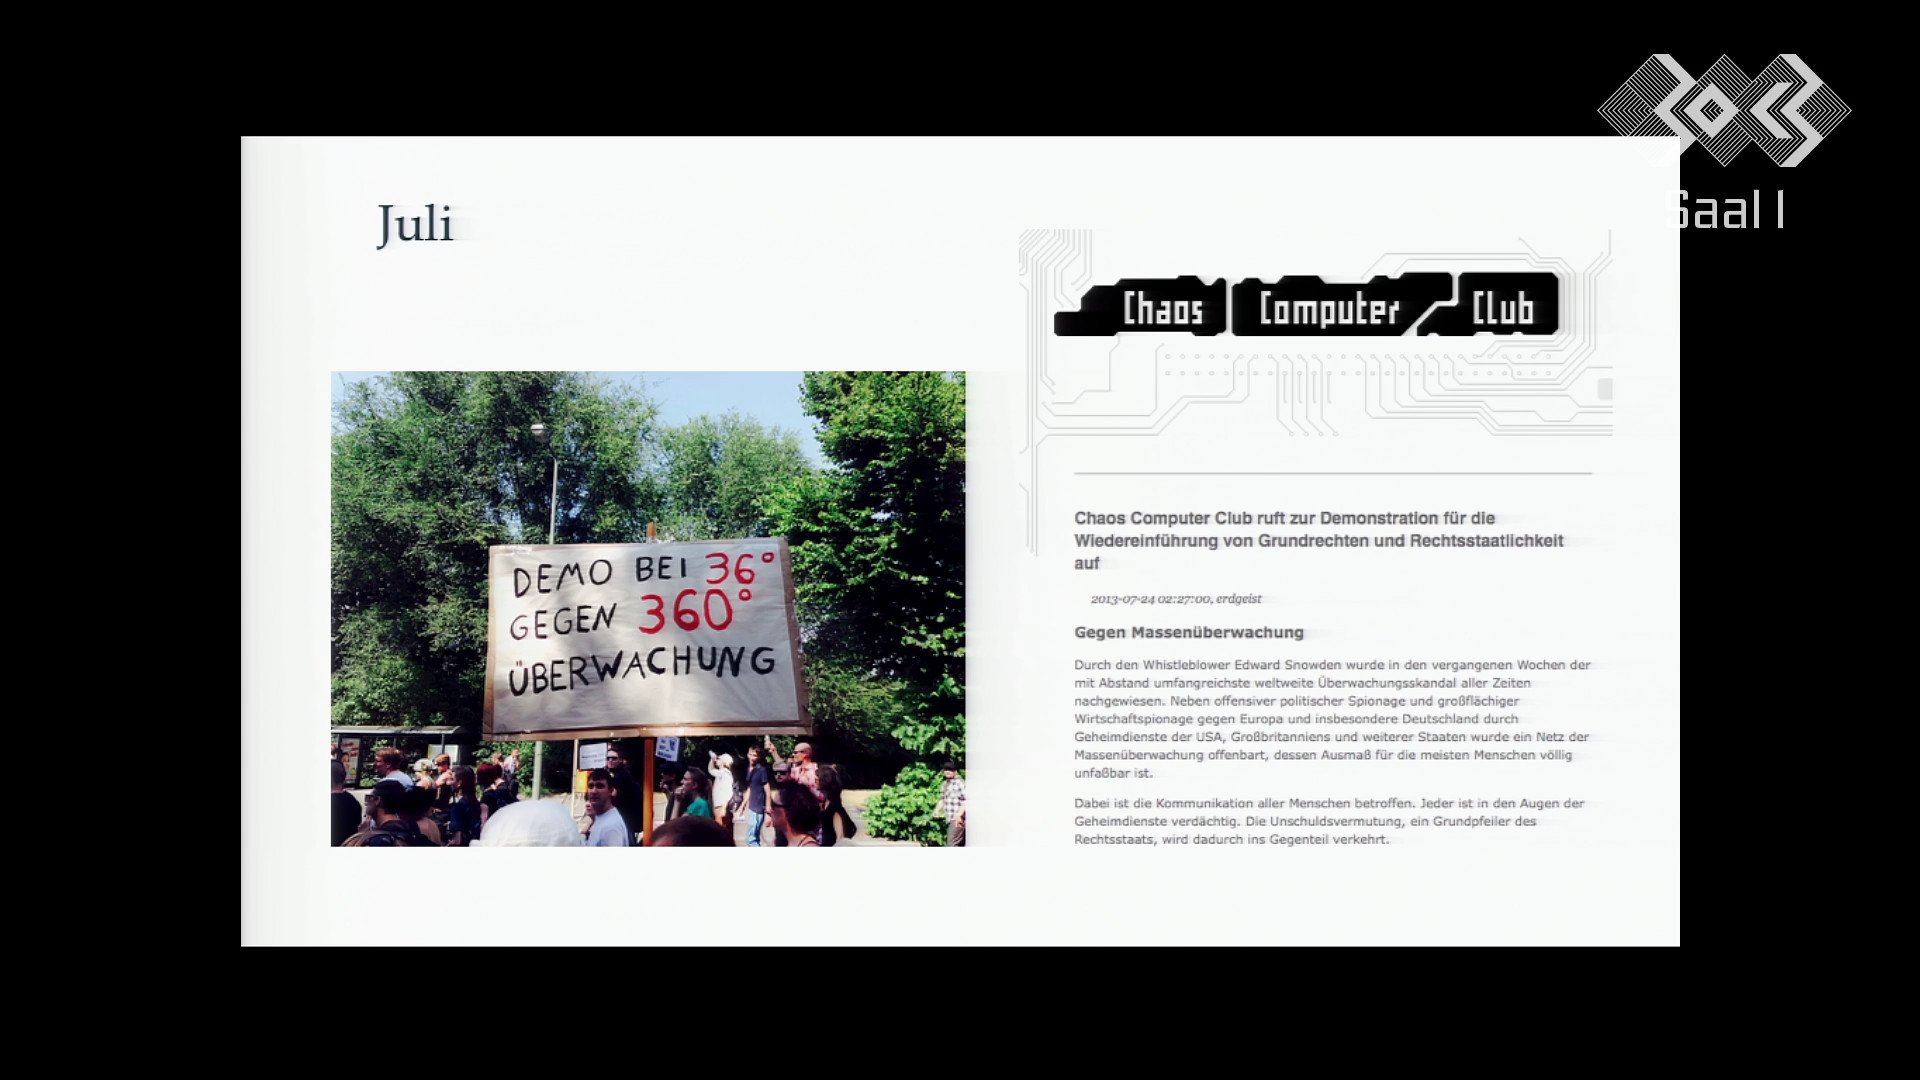 30C3
Saal 1
Juli
Chaos Computer Club
DEMO BEI 36°
GEGEN 360°
ÜBERWACHUNG
Chaos Computer Club ruft zur Demonstration für die
Wiedereinführung von Grundrechten und Rechtsstaatlichkeit
auf
2013-07-24 02:27:00, erdgeist
Gegen Massenüberwachung
Durch den Whistleblower Edward Snowden wurde in den vergangenen Wochen der
mit Abstand umfangreichste weltweite Überwachungsskandal aller Zeiten
nachgewiesen. Neben offensiver politischer Spionage und großflächiger
Wirtschaftspionage gegen Europa und insbesondere Deutschland durch
Geheimdienste der USA, Großbritanniens und weiterer Staaten wurde ein Netz der
Massenüberwachung offenbart, dessen Ausmaß für die meisten Menschen völlig
unfaßbar ist.
Dabei ist die Kommunikation aller Menschen betroffen. Jeder ist in den Augen der
Geheimdienste verdächtig. Die Unschuldsvermutung, ein Grundpfeiler des
Rechtsstaats, wird dadurch ins Gegenteil verkehrt.